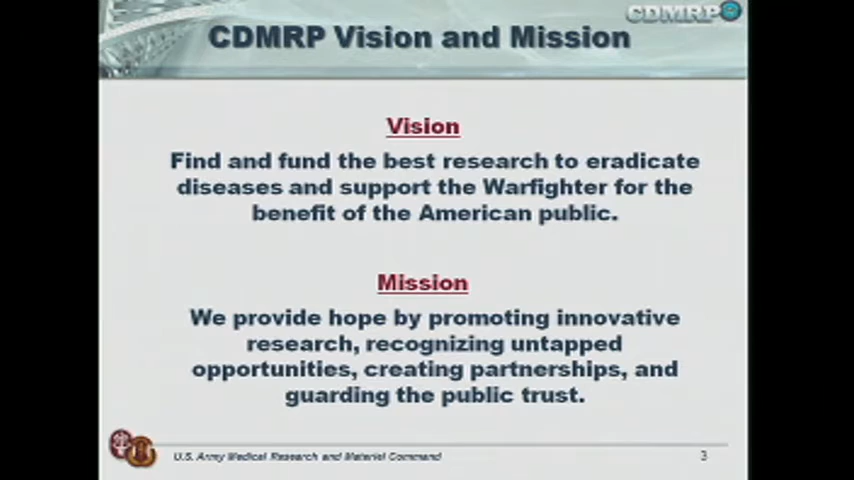 CDMRP
CDMRP Vision and Mission
Vision
Find and fund the best research to eradicate
diseases and support the Warfighter for the
benefit of the American public.
Mission
We provide hope by promoting innovative
research, recognizing untapped
opportunities, creating partnerships, and
guarding the public trust.
U.S. Army Medical Research and Materiel Command
3